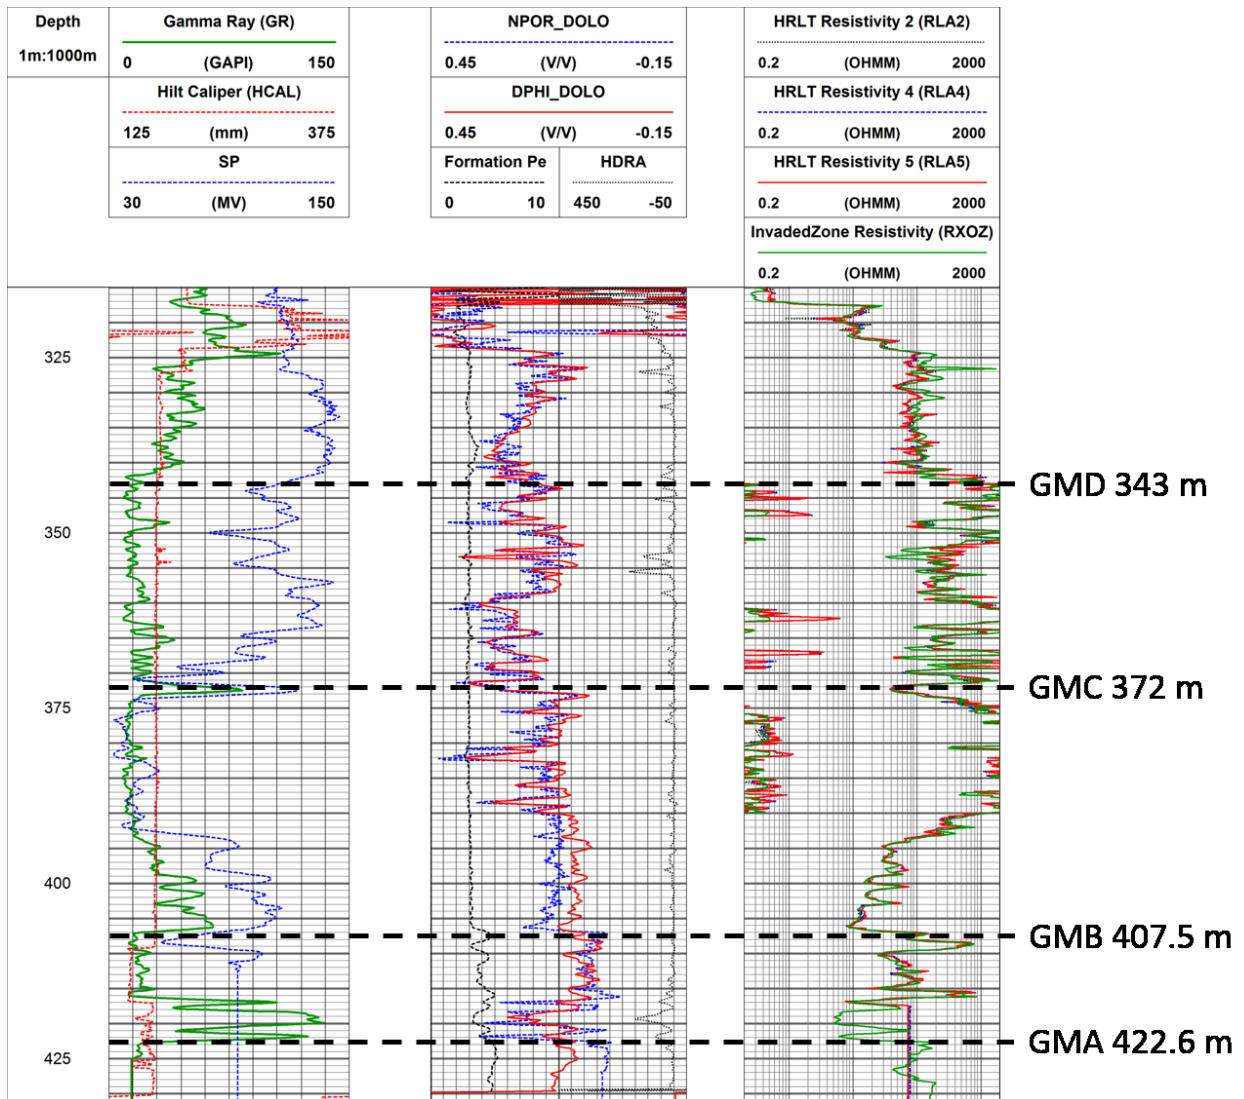 Depth
1m:1000m
Gamma Ray (GR)
0 (GAPI) 150
Hilt Caliper (HCAL)
125 (mm) 375
SP
30 (MV) 150
NPOR_DOLO
0.45 (V/V) -0.15
DPHI_DOLO
0.45 (V/V) -0.15
Formation Pe
0 10
HDRA
450 -50
HRLT Resistivity 2 (RLA2)
0.2 (OHMM) 2000
HRLT Resistivity 4 (RLA4)
0.2 (OHMM) 2000
HRLT Resistivity 5 (RLA5)
0.2 (OHMM) 2000
InvadedZone Resistivity (RXOZ)
0.2 (OHMM) 2000
325
GMD 343 m
350
GMC 372 m
375
400
GMB 407.5 m
GMA 422.6 m
425